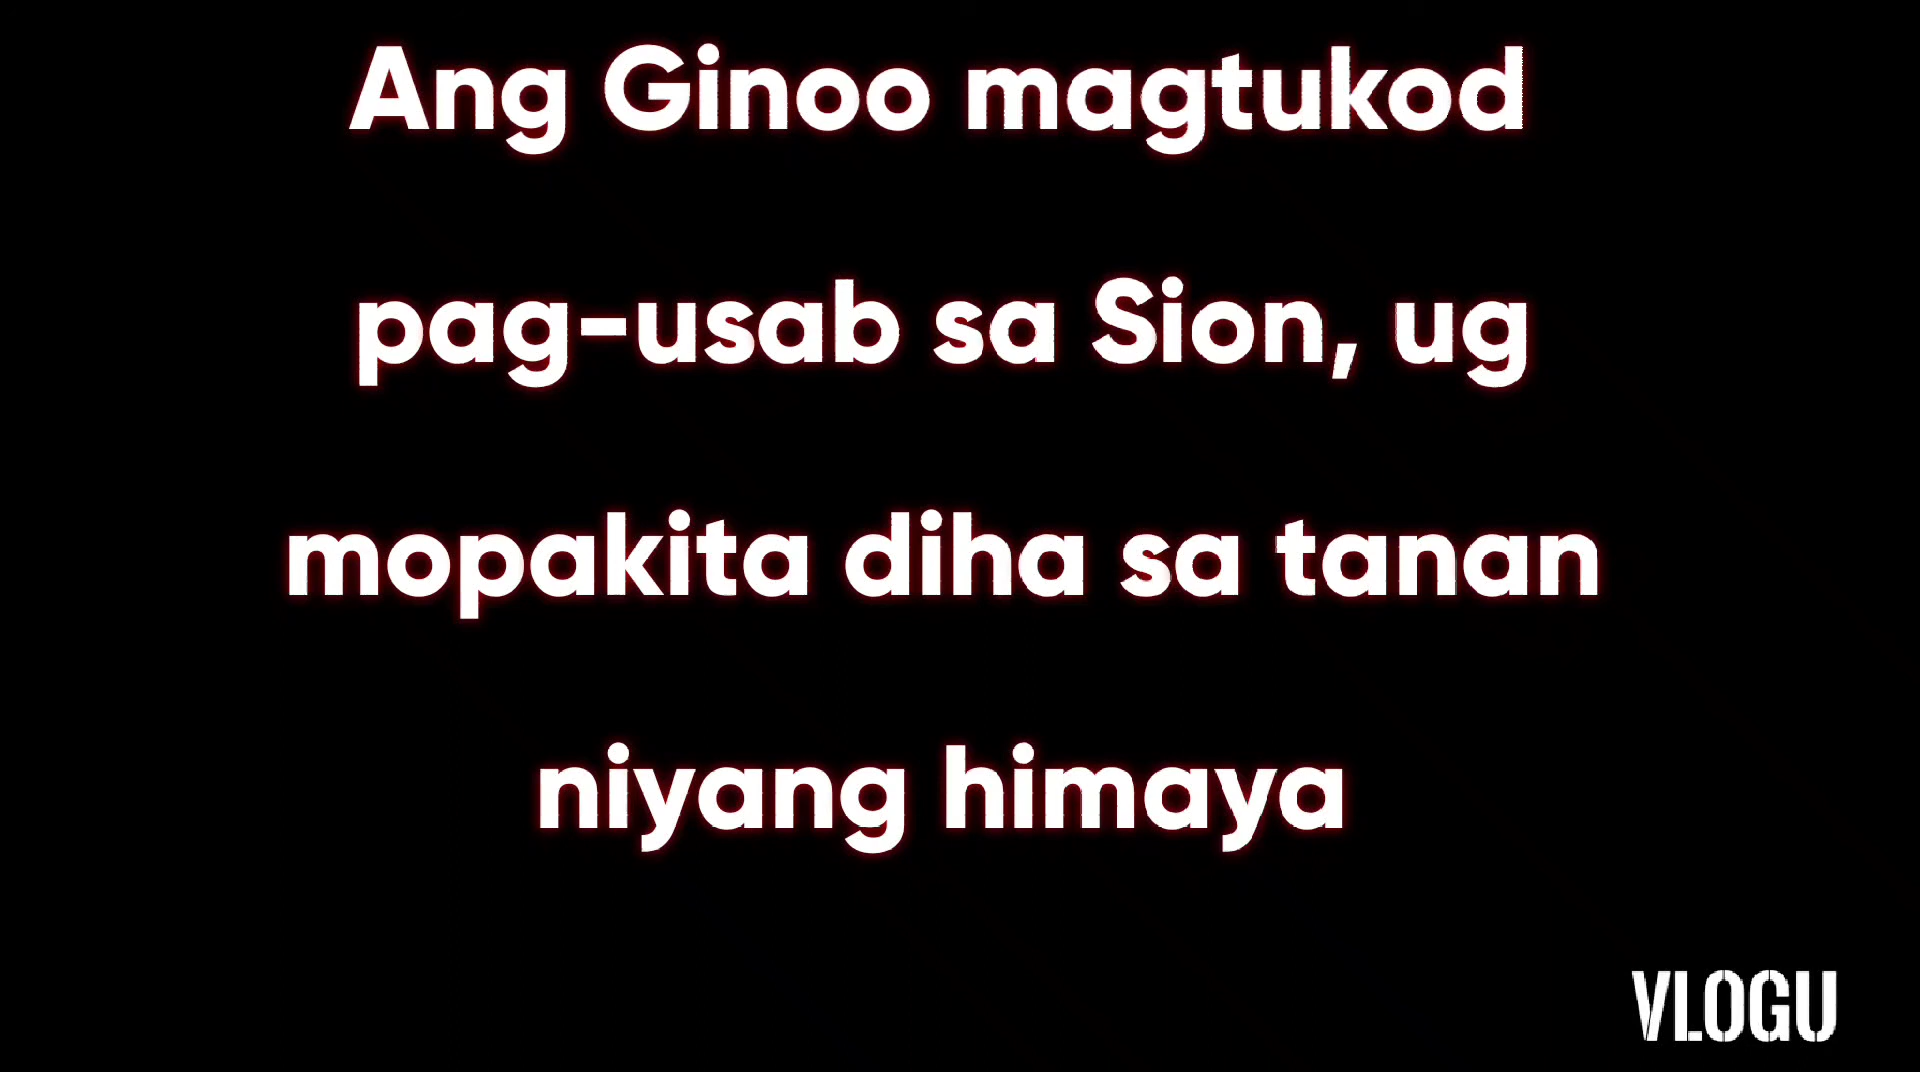 Ang Ginoo magtukod
pag-usab sa Sion, ug
mopakita diha sa tanan
niyang himaya
VLOGU